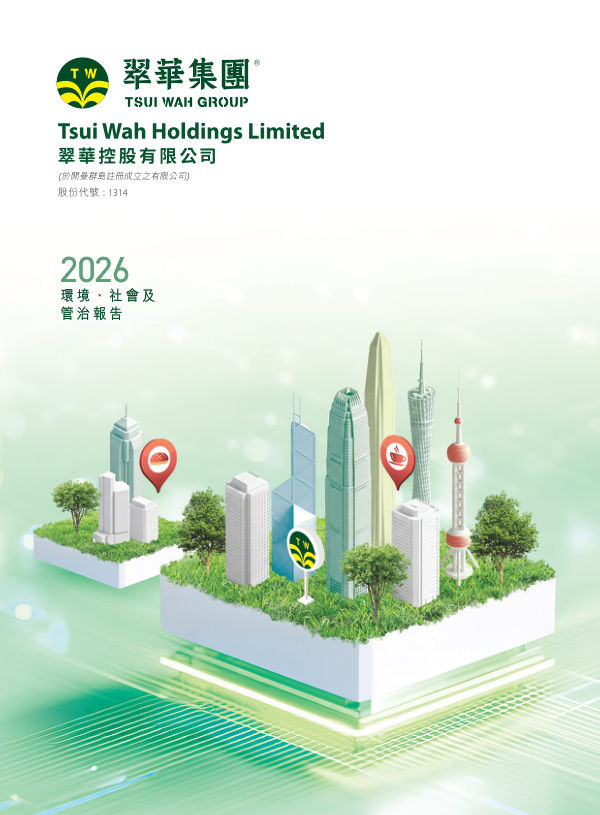 TW
翠華集團®
TSUI WAH GROUP
Tsui Wah Holdings Limited
翠華控股有限公司
(於開曼群島註冊成立之有限公司)
股份代號 : 1314
2026
環境、社會及
管治報告
TW